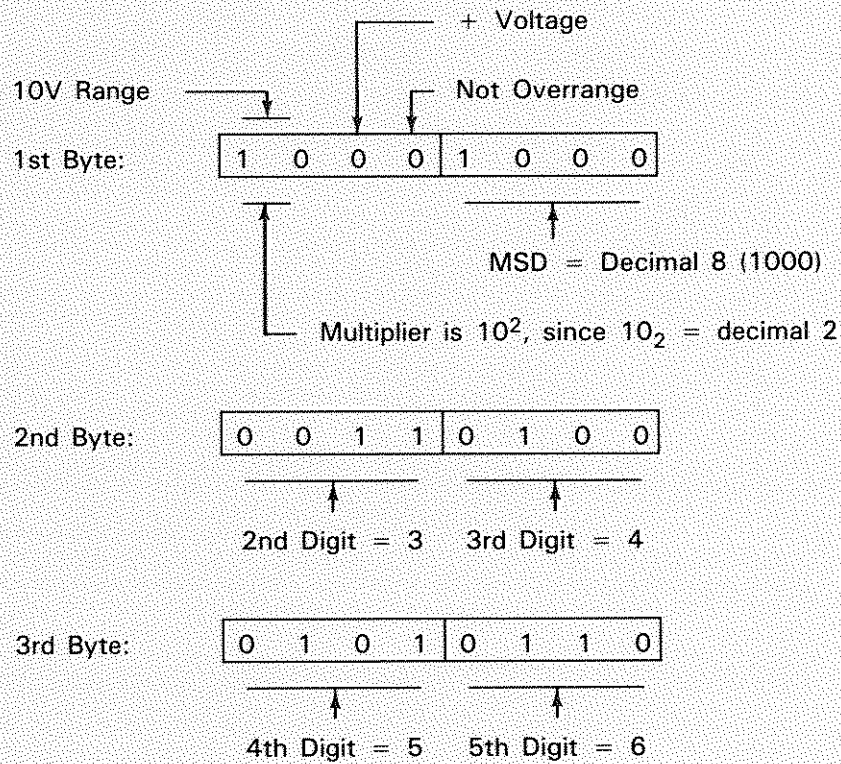 + Voltage
10V Range
Not Overrange
1st Byte: 1 0 0 0 1 0 0 0
MSD = Decimal 8 (1000)
Multiplier is 10², since 10₂ = decimal 2
2nd Byte: 0 0 1 1 0 1 0 0
2nd Digit = 3 3rd Digit = 4
3rd Byte: 0 1 0 1 0 1 1 0
4th Digit = 5 5th Digit = 6